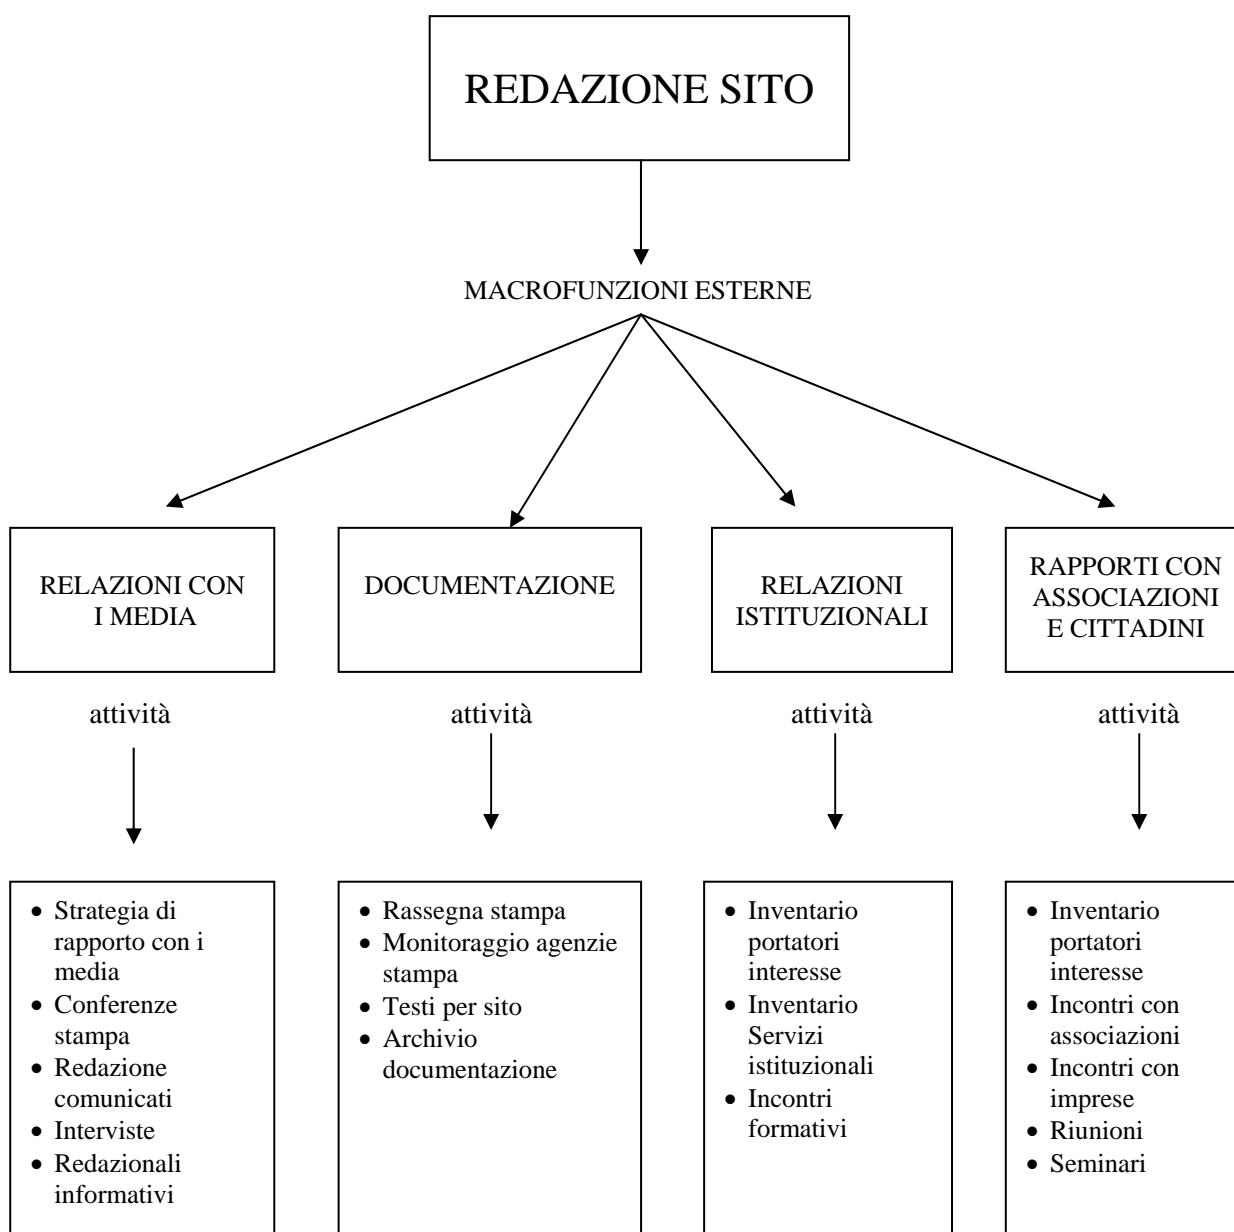 REDAZIONE SITO
MACROFUNZIONI ESTERNE
RELAZIONI CON
I MEDIA
DOCUMENTAZIONE
RELAZIONI
ISTITUZIONALI
RAPPORTI CON
ASSOCIAZIONI
E CITTADINI
attività
attività
attività
attività
• Strategia di
rapporto con i
media
• Conferenze
stampa
• Redazione
comunicati
• Interviste
• Redazionali
informativi
• Rassegna stampa
• Monitoraggio agenzie
stampa
• Testi per sito
• Archivio
documentazione
• Inventario
portatori
interesse
• Inventario
Servizi
istituzionali
• Incontri
formativi
• Inventario
portatori
interesse
• Incontri con
associazioni
• Incontri con
imprese
• Riunioni
• Seminari